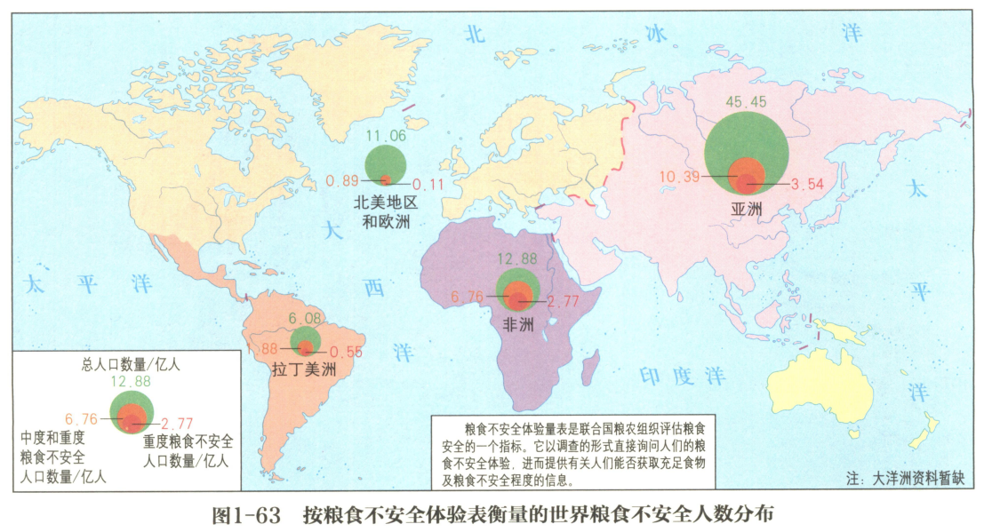 北 冰 洋
45.45
11.06
10.39
3.54
0.89
0.11
亚洲
北美地区
和欧洲
太
大
平
12.88
太 平 洋
西
6.76
2.77
非洲
6.08
1.88
0.55
洋
拉丁美洲
印 度 洋
洋
总人口数量/亿人
12.88
6.76
2.77
中度和重度
粮食不安全
人口数量/亿人
重度粮食不安全
人口数量/亿人
粮食不安全体验量表是联合国粮农组织评估粮食
安全的一个指标。它以调查的形式直接询问人们的粮
食不安全体验，进而提供有关人们能否获取充足食物
及粮食不安全程度的信息。
注：大洋洲资料暂缺
图1-63 按粮食不安全体验表衡量的世界粮食不安全人数分布